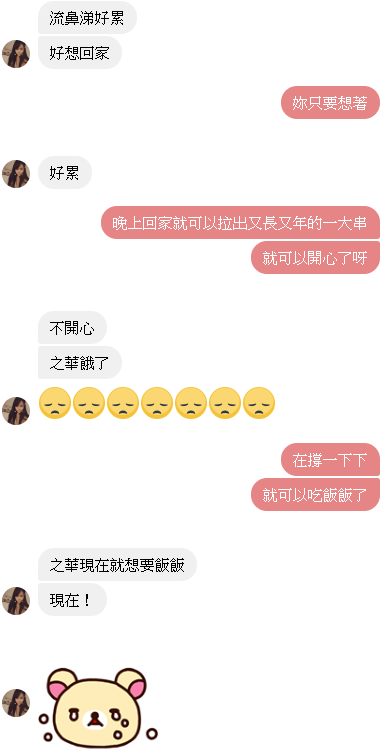 流鼻涕好累
好想回家
妳只要想著
好累
晚上回家就可以拉出又長又年的一大串
就可以開心了呀
不開心
之華餓了
在撐一下下
就可以吃飯飯了
之華現在就想要飯飯
現在！